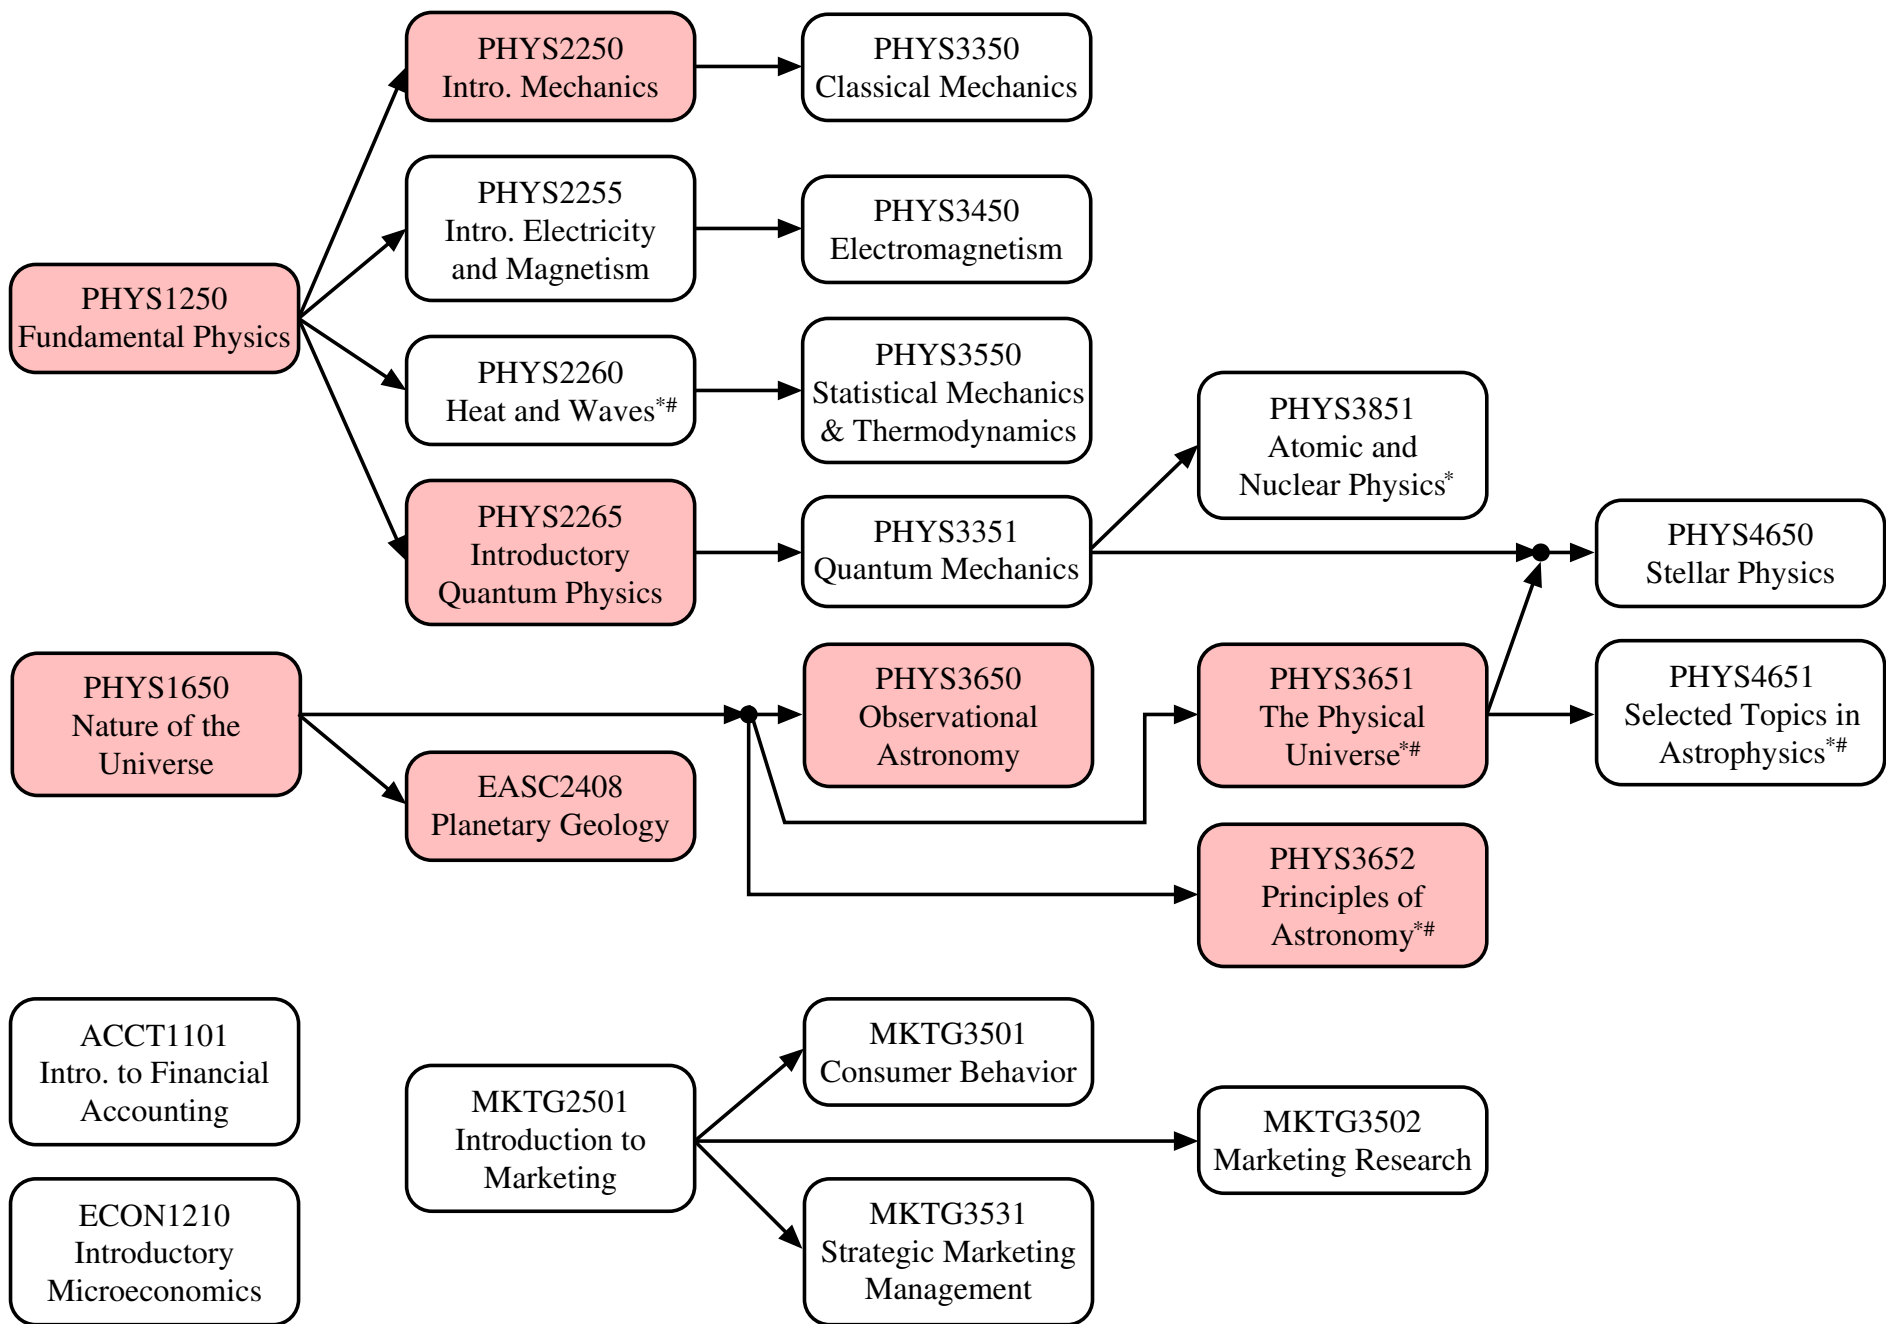 PHYS2250
Intro. Mechanics
PHYS3350
Classical Mechanics
PHYS2255
Intro. Electricity
and Magnetism
PHYS3450
Electromagnetism
PHYS1250
Fundamental Physics
PHYS2260
Heat and Waves*#
PHYS3550
Statistical Mechanics
& Thermodynamics
PHYS3851
Atomic and
Nuclear Physics*
PHYS2265
Introductory
Quantum Physics
PHYS3351
Quantum Mechanics
PHYS4650
Stellar Physics
PHYS1650
Nature of the
Universe
PHYS3650
Observational
Astronomy
PHYS3651
The Physical
Universe*#
PHYS4651
Selected Topics in
Astrophysics*#
EASC2408
Planetary Geology
PHYS3652
Principles of
Astronomy*#
ACCT1101
Intro. to Financial
Accounting
MKTG2501
Introduction to
Marketing
MKTG3501
Consumer Behavior
MKTG3502
Marketing Research
ECON1210
Introductory
Microeconomics
MKTG3531
Strategic Marketing
Management